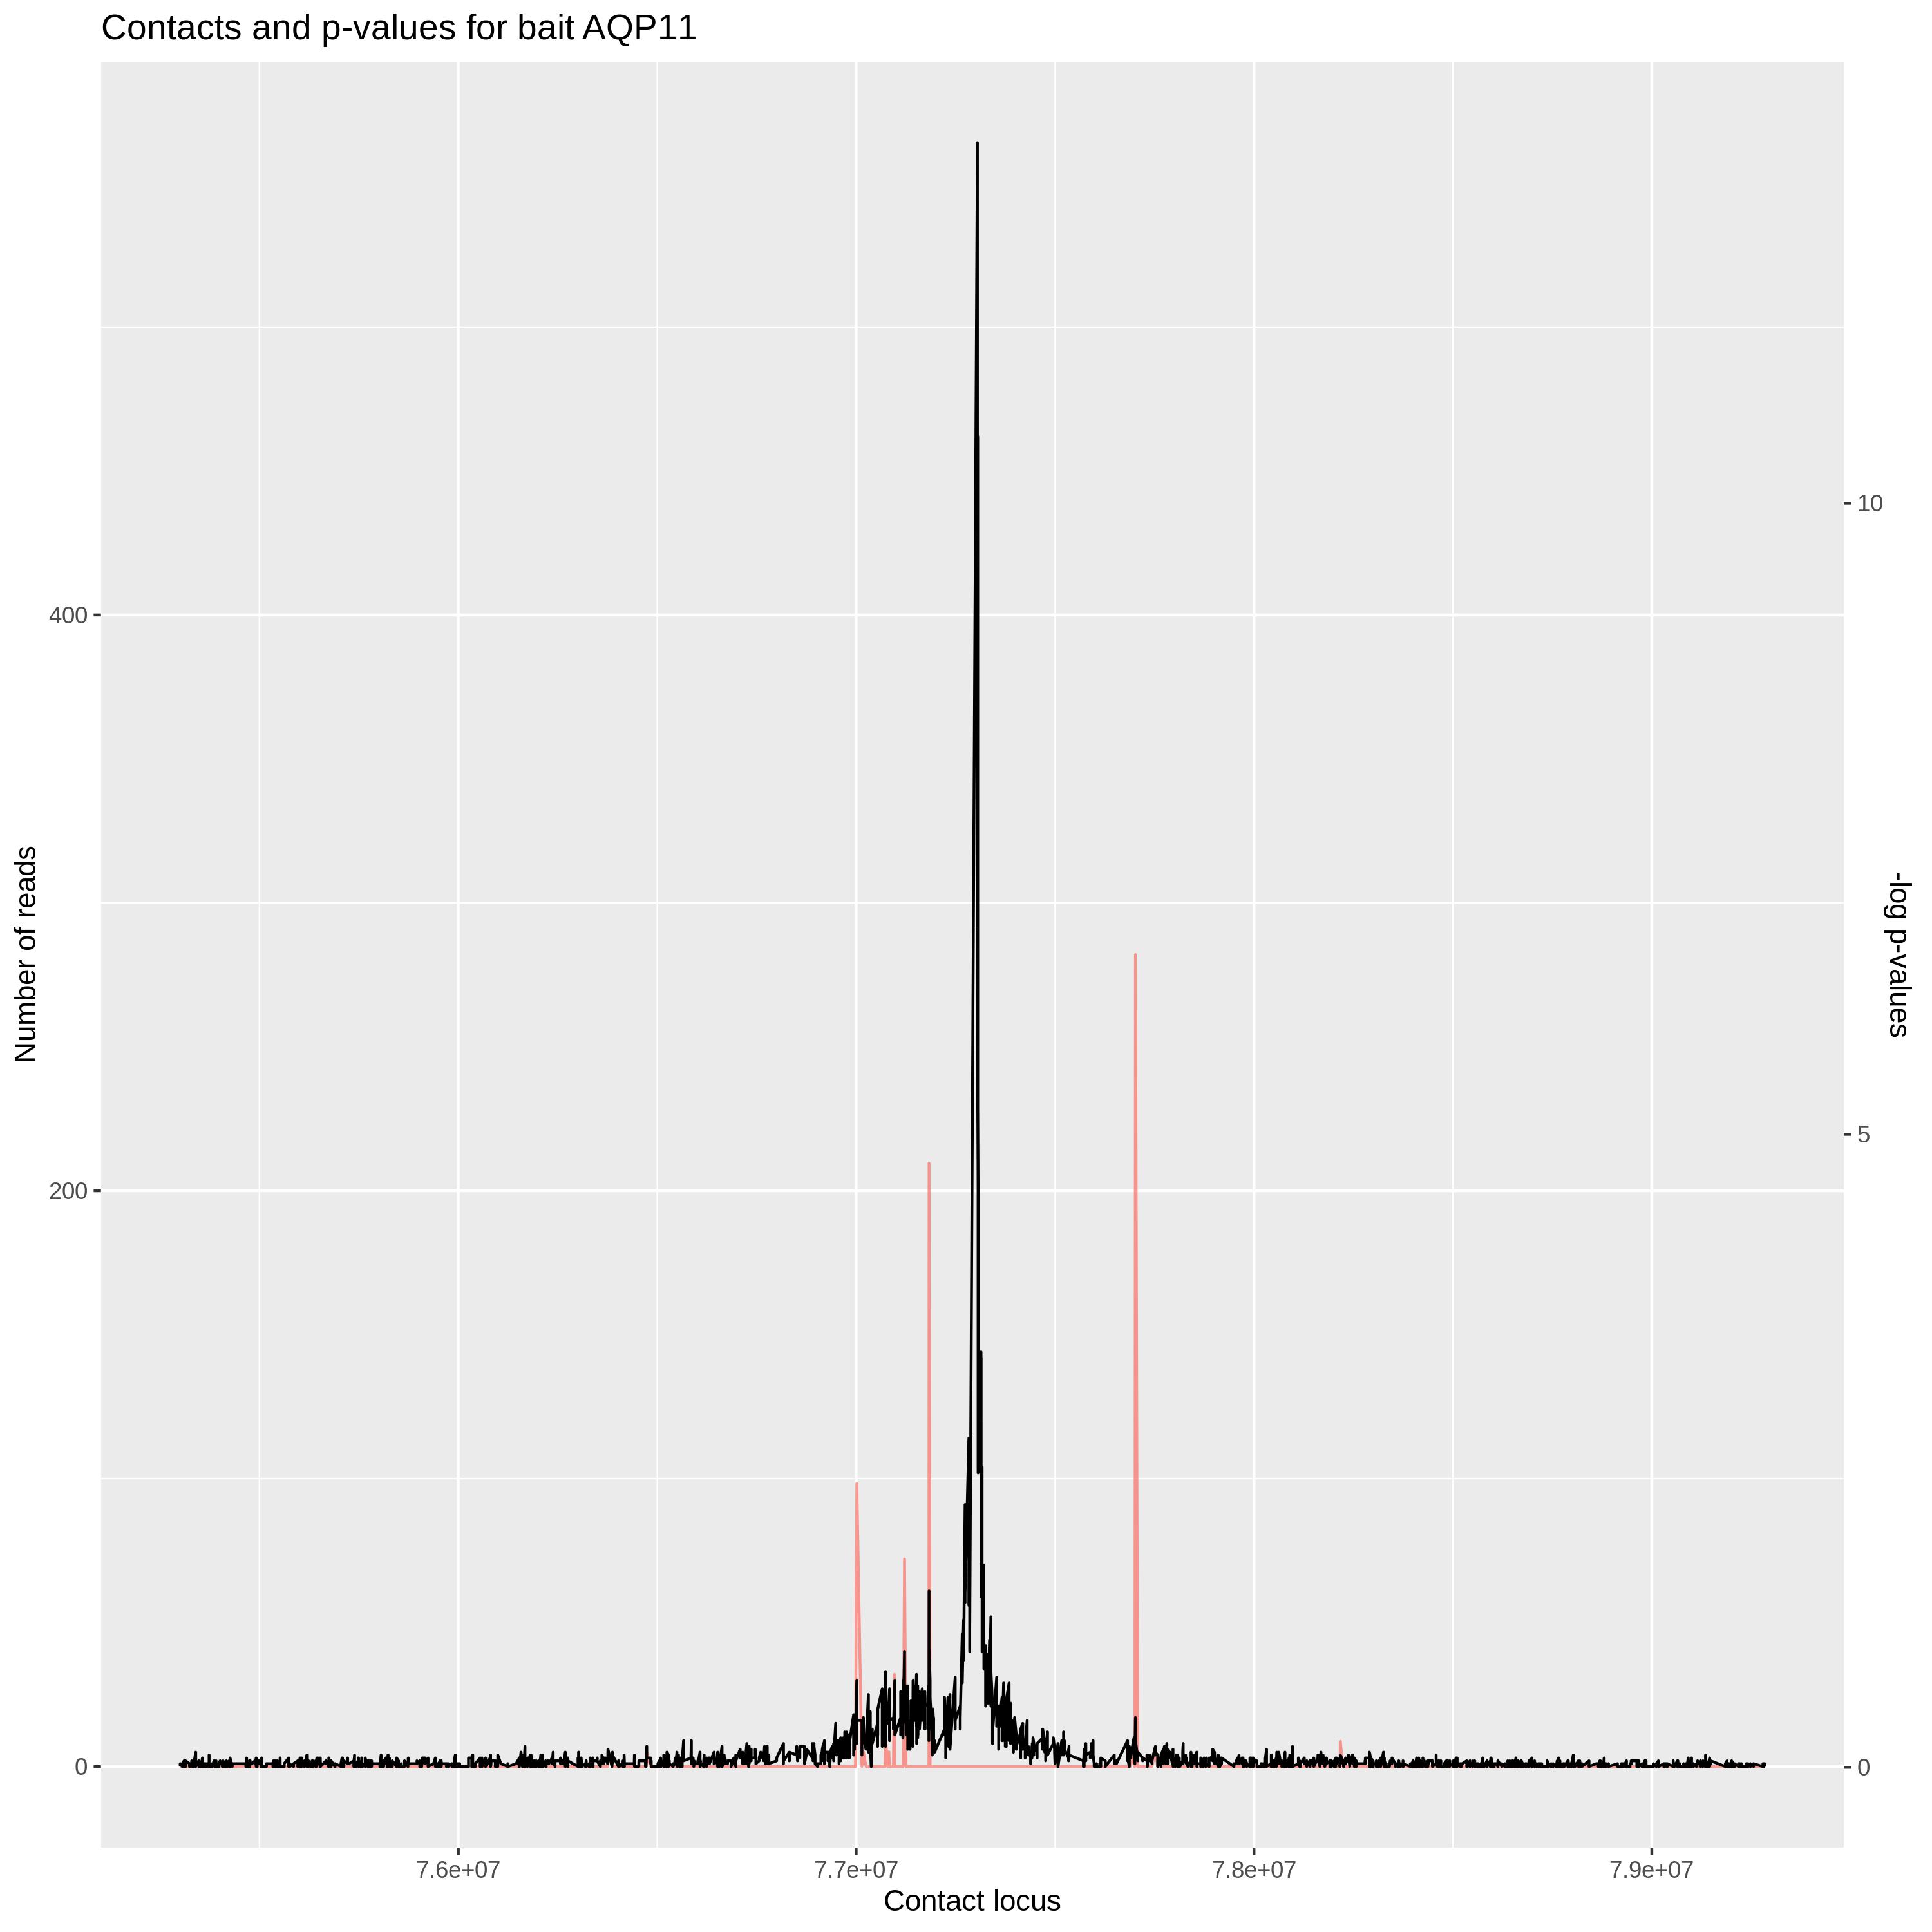 Contacts and p-values for bait AQP11
Number of reads
400
200
0
10
5
0
-log p-values
7.6e+07
7.7e+07
7.8e+07
7.9e+07
Contact locus